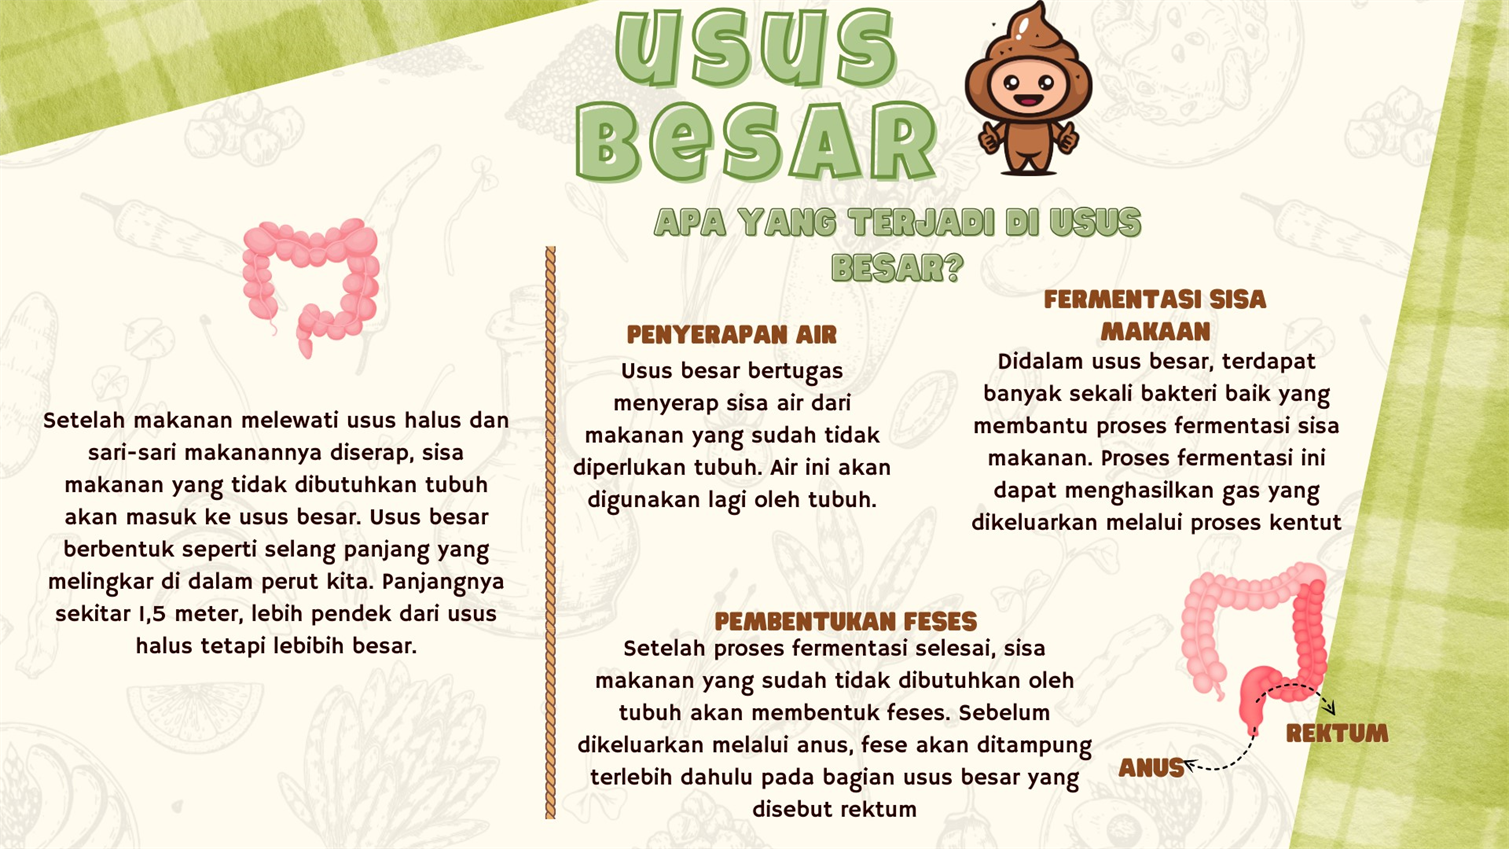 USUS
BESAR
APA YANG TERJADI DI USUS
BESAR?
Setelah makanan melewati usus halus dan
sari-sari makanannya diserap, sisa
makanan yang tidak dibutuhkan tubuh
akan masuk ke usus besar. Usus besar
berbentuk seperti selang panjang yang
melingkar di dalam perut kita. Panjangnya
sekitar 1,5 meter, lebih pendek dari usus
halus tetapi lebibih besar.
PENYERAPAN AIR
Usus besar bertugas
menyerap sisa air dari
makanan yang sudah tidak
diperlukan tubuh. Air ini akan
digunakan lagi oleh tubuh.
FERMENTASI SISA
MAKAAN
Didalam usus besar, terdapat
banyak sekali bakteri baik yang
membantu proses fermentasi sisa
makanan. Proses fermentasi ini
dapat menghasilkan gas yang
dikeluarkan melalui proses kentut
PEMBENTUKAN FESES
Setelah proses fermentasi selesai, sisa
makanan yang sudah tidak dibutuhkan oleh
tubuh akan membentuk feses. Sebelum
dikeluarkan melalui anus, fese akan ditampung
terlebih dahulu pada bagian usus besar yang
disebut rektum
REKTUM
ANUS